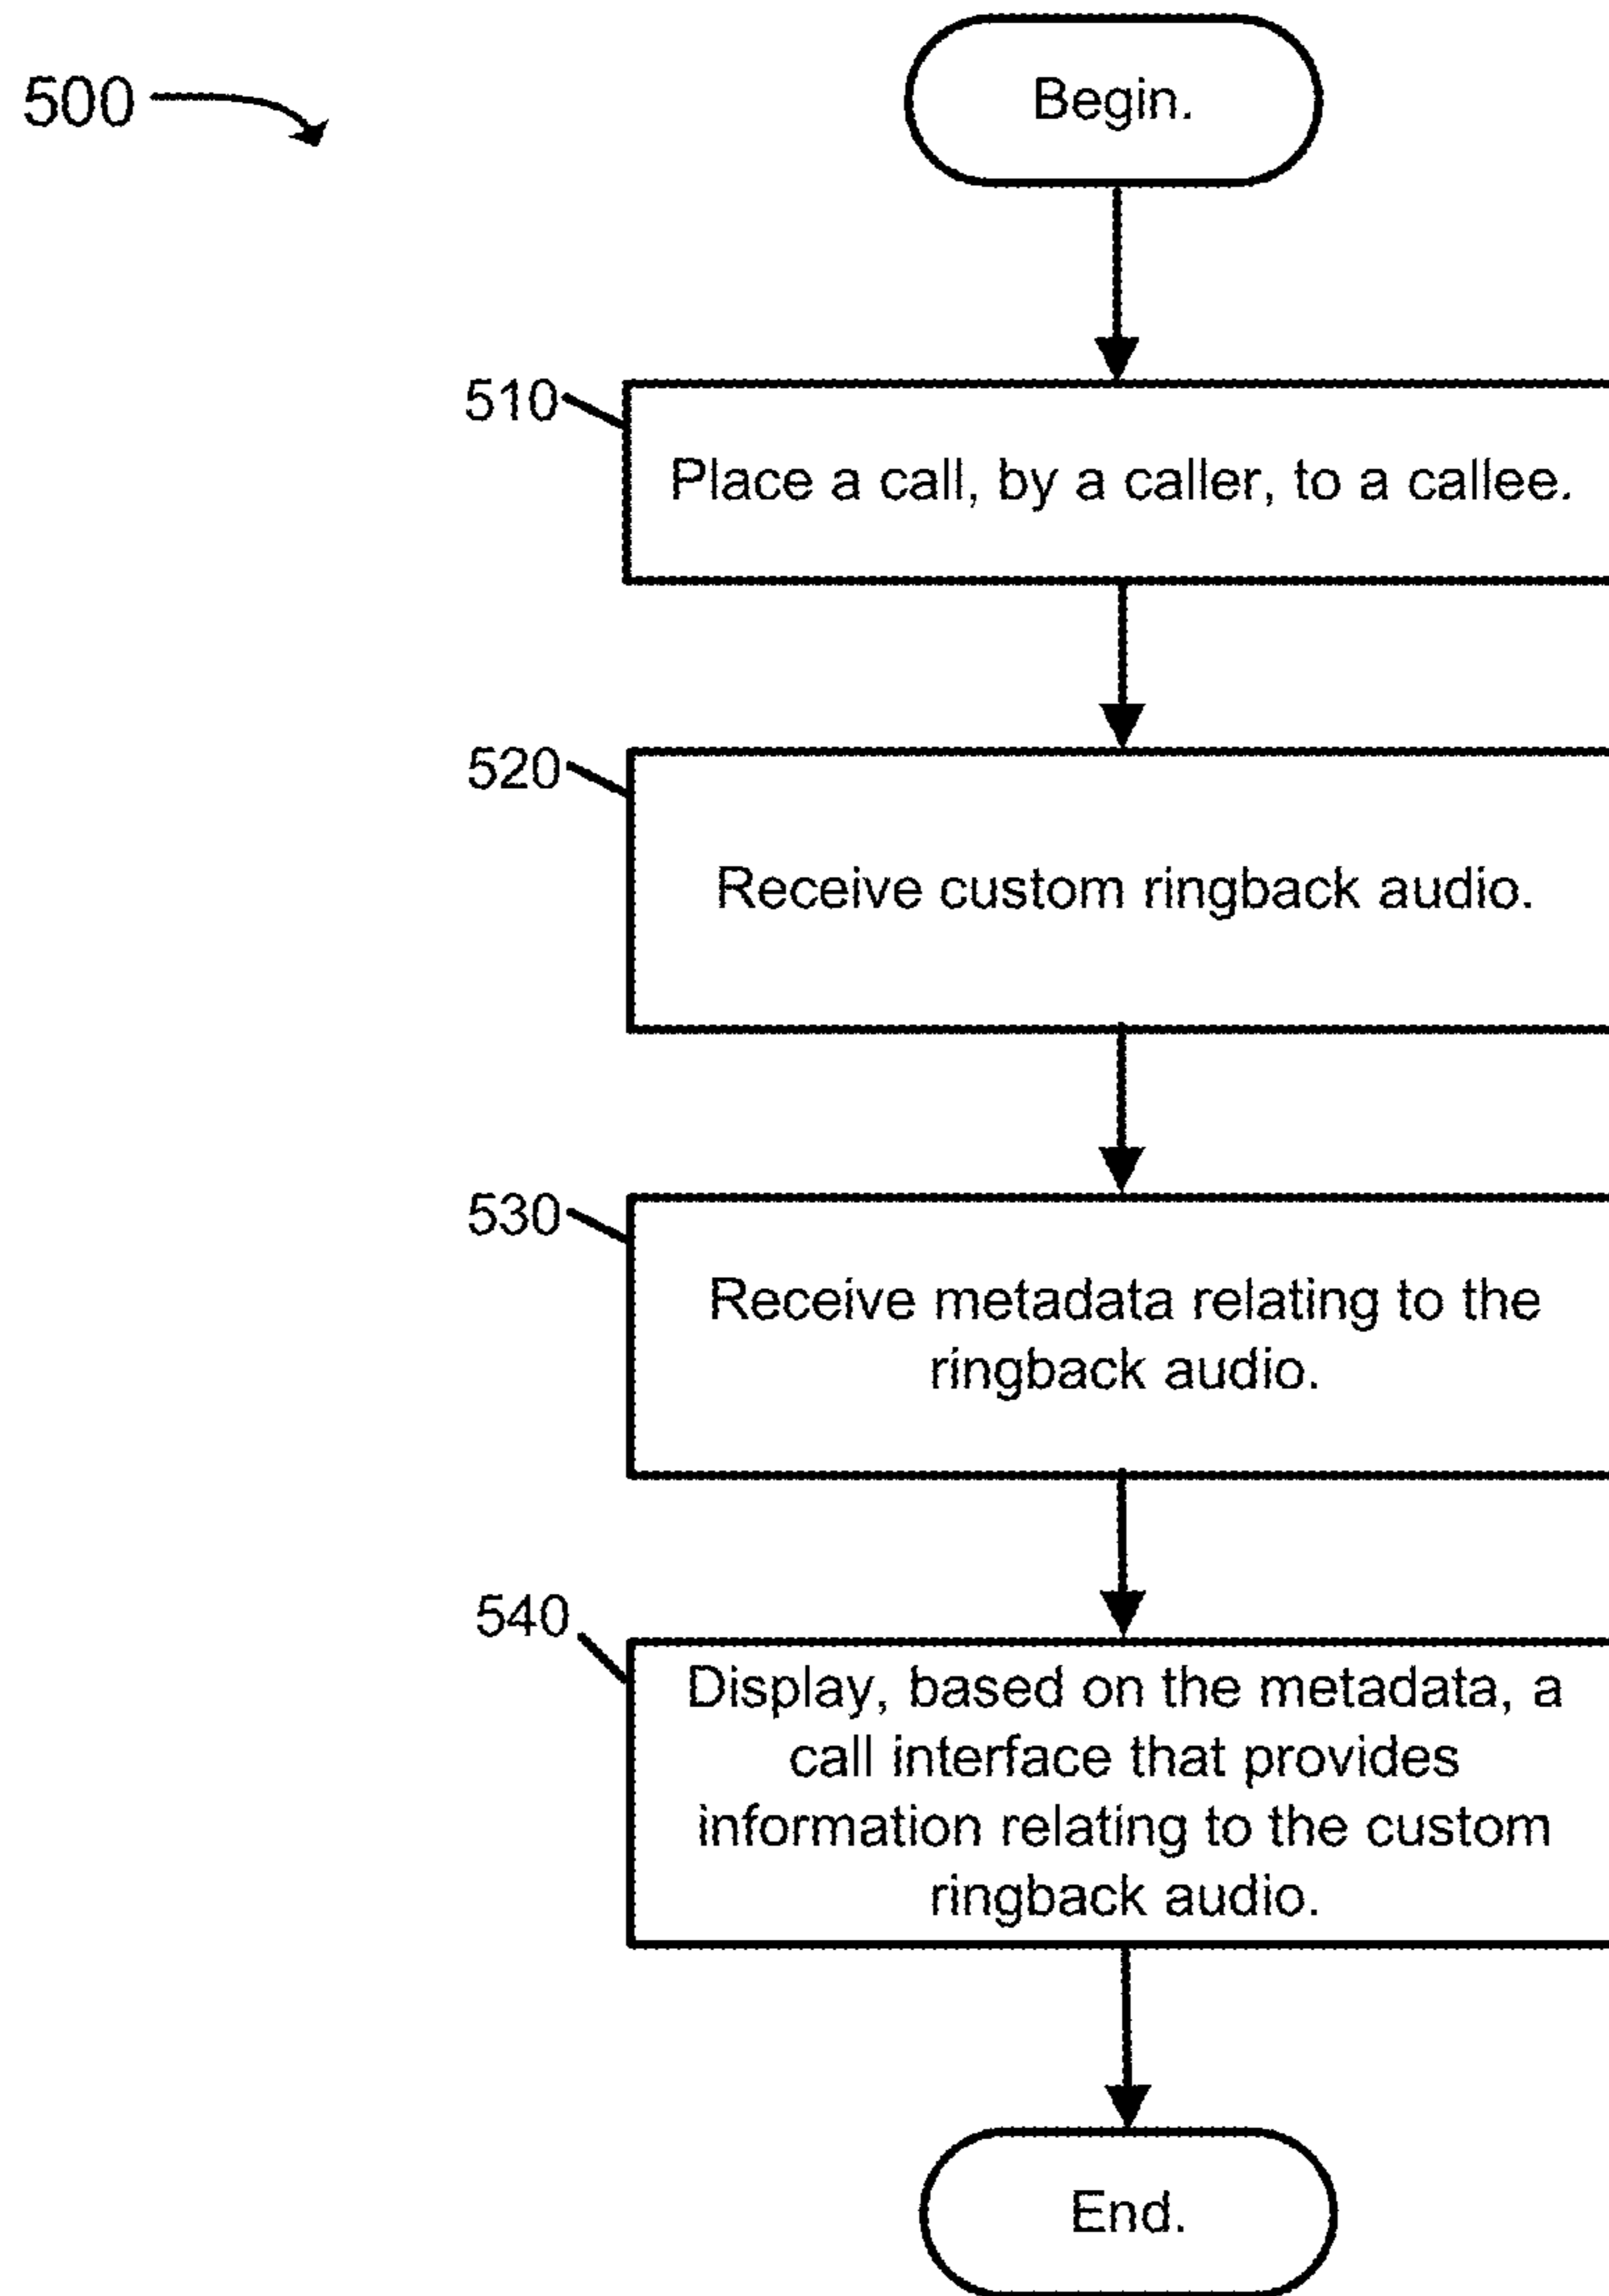 500
Begin.
510
Place a call, by a caller, to a callee.
520
Receive custom ringback audio.
530
Receive metadata relating to the
ringback audio.
540
Display, based on the metadata, a
call interface that provides
information relating to the custom
ringback audio.
End.